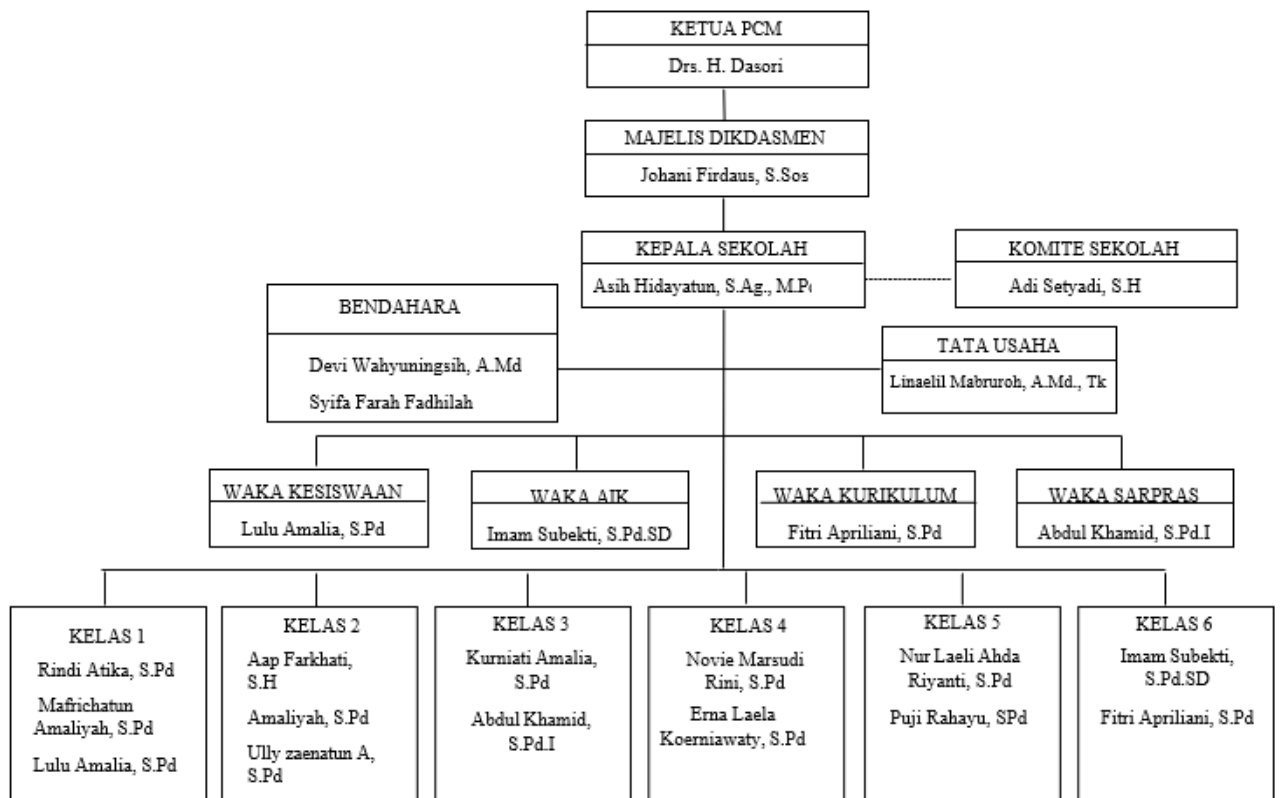 KETUA PCM
Drs. H. Dasori
MAJELIS DIKDASMEN
Johani Firdaus, S.Sos
KEPALA SEKOLAH
Asih Hidayatun, S.Ag., M.P
KOMITE SEKOLAH
Adi Setyadi, S.H
BENDAHARA
Devi Wahyuningsih, A.Md
Syifa Farah Fadhilah
TATA USAHA
Linaelil Mabruroh, A.Md., Tk
WAKA KESISWAAN
Lulu Amalia, S.Pd
WAKA AIK
Imam Subekti, S.Pd.SD
WAKA KURIKULUM
Fitri Apriliani, S.Pd
WAKA SARPRAS
Abdul Khamid, S.Pd.I
KELAS 1
Rindi Atika, S.Pd
Mafrichatun
Amaliyah, S.Pd
Lulu Amalia, S.Pd
KELAS 2
Aap Farkhati,
S.H
Amaliyah, S.Pd
Ully zaenatun A,
S.Pd
KELAS 3
Kurniati Amalia,
S.Pd
Abdul Khamid,
S.Pd.I
KELAS 4
Novie Marsudi
Rini, S.Pd
Erna Laela
Koerniawaty, S.Pd
KELAS 5
Nur Laeli Ahda
Riyanti, S.Pd
Puji Rahayu, SPd
KELAS 6
Imam Subekti,
S.Pd.SD
Fitri Apriliani, S.Pd